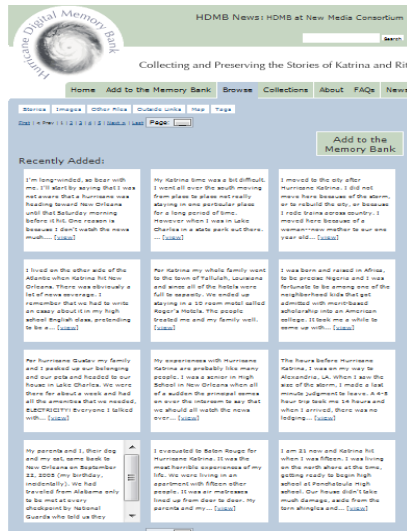 Hurricane Digital Memory Bank
HDMB News: HDMB at New Media Consortium
Search
Collecting and Preserving the Stories of Katrina and Rit
Home Add to the Memory Bank Browse Collections About FAQs News
Stories Images Other Files Outside Links Map Tags
First | < Prev | 1 | 2 | 3 | 4 | 5 | Next > | Last Page:
Add to the
Memory Bank
Recently Added:
I'm long-winded, so bear with
me. I'll start by saying that I was
not aware that a hurricane was
heading toward New Orleans
until that Saturday morning
before it hit. One reason is
because I don't watch the news
much.... [view]
My Katrina time was a bit difficult.
I went all over the south moving
from place to place not really
staying in one particular place
for a long period of time.
However when I was in Lake
Charles in a state park out there.
... [view]
I moved to the city after
Hurricane Katrina. I did not
move here because of the storm,
or to rebuild the city, or because
I rode trains across country. I
moved here because of a
woman--new mother to our one
year old... [view]
I lived on the other side of the
Atlantic when Katrina hit New
Orleans. There was obviously a
lot of news coverage. I
remember that we had to write
an essay about it in my high
school English class, pretending
to be a... [view]
For Katrina my whole family went
to the town of Tallulah, Louisiana
and since all of the hotels were
full to capacity. We ended up
staying in a 10 room motel called
Roger's Motels. The people
treated me and my family well.
... [view]
I was born and raised in Africa,
to be precise Nigeria and I was
fortunate to be among one of the
neighborhood kids that got
admitted with merit-based
scholarship into an American
college. It took me a while to
come up with... [view]
For hurricane Gustav my family
and I packed up our belonging
and our pets and headed to our
house in Lake Charles. We were
there for about a week and had
all the amenities that we needed,
ELECTRICITY! Everyone I talked
with... [view]
My experiences with Hurricane
Katrina are probably like many
people. I was a senior in High
School in New Orleans when all
of a sudden the principal comes
on over the intercom to say that
we should all watch the news
over... [view]
The hours before Hurricane
Katrina, I was on my way to
Alexandria, LA. When I saw the
size of the storm, I made a last
minute judgment to leave. A 4-5
hour trip took me 14 hours and
when I arrived, there was no
lodging... [view]
My parents and I, their dog
and my cat, came back to
New Orleans on September
22, 2005 (my birthday,
incidentally). We had
traveled from Alabama only
to be met at every
checkpoint by National
Guards who told us they
I evacuated to Baton Rouge for
Hurricane Katrina. It was the
most horrible experience of my
life. We were living in an
apartment with fifteen other
people. It was air matresses
lined up from door to door. My
parents and my... [view]
I am 21 now and Katrina hit
when I was fifteen. I was living
on the north shore at the time,
getting ready to begin high
school at Ponchatoula High
school. Our house didn't take
much damage, aside from the
torn shingles and... [view]